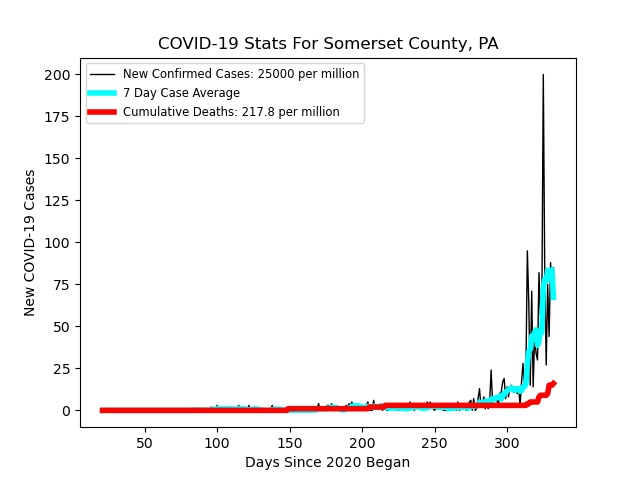 COVID-19 Stats For Somerset County, PA
New Confirmed Cases: 25000 per million
7 Day Case Average
Cumulative Deaths: 217.8 per million
New COVID-19 Cases
200
175
150
125
100
75
50
25
0
50
100
150
200
250
300
Days Since 2020 Began